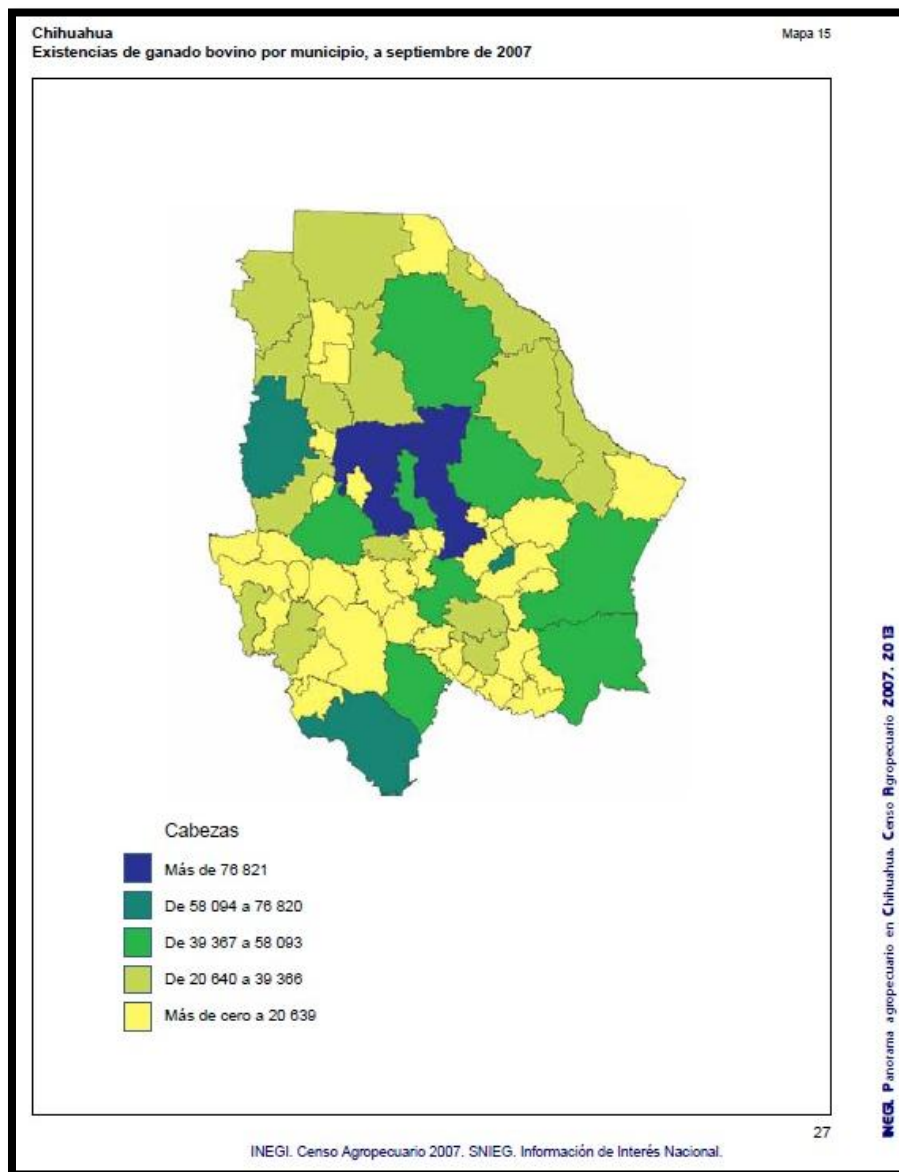 Chihuahua
Mapa 15
Existencias de ganado bovino por municipio, a septiembre de 2007
Cabezas
Más de 76 821
De 58 094 a 76 820
De 39 367 a 58 093
De 20 640 a 39 366
Más de cero a 20 639
INEGI. Panorama agropecuario en Chihuahua. Censo Agropecuario 2007. 2013
27
INEGI. Censo Agropecuario 2007. SNIEG. Información de Interés Nacional.